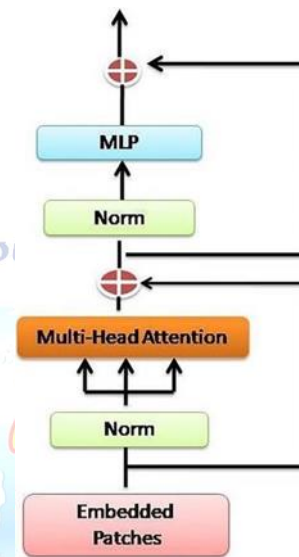 MLP
Norm
Multi-Head Attention
Norm
Embedded
Patches